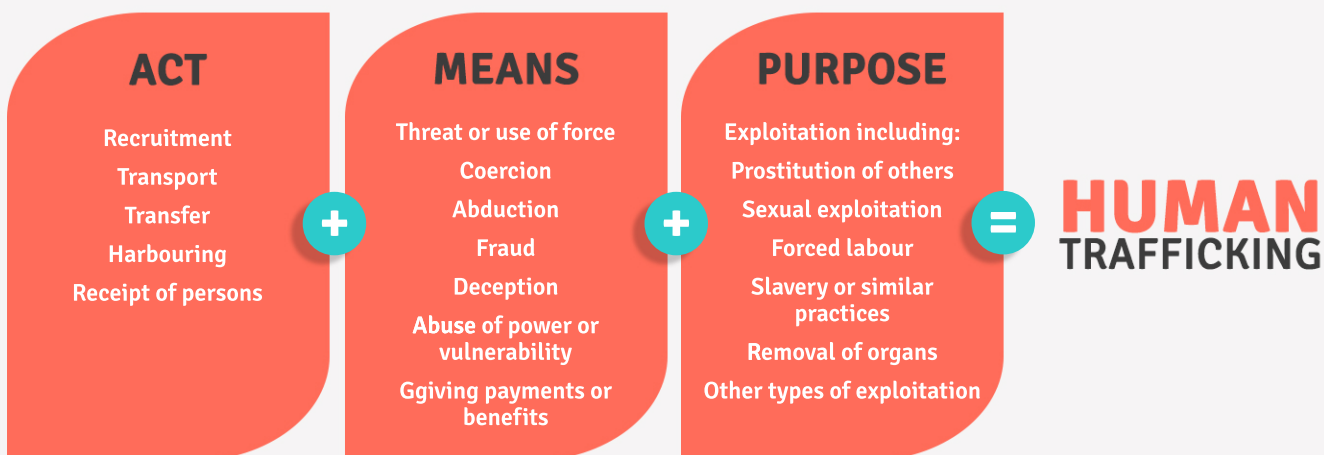 ACT
Recruitment
Transport
Transfer
Harbouring
Receipt of persons
+
MEANS
Threat or use of force
Coercion
Abduction
Fraud
Deception
Abuse of power or
vulnerability
Ggiving payments or
benefits
+
PURPOSE
Exploitation including:
Prostitution of others
Sexual exploitation
Forced labour
Slavery or similar
practices
Removal of organs
Other types of exploitation
=
HUMAN
TRAFFICKING